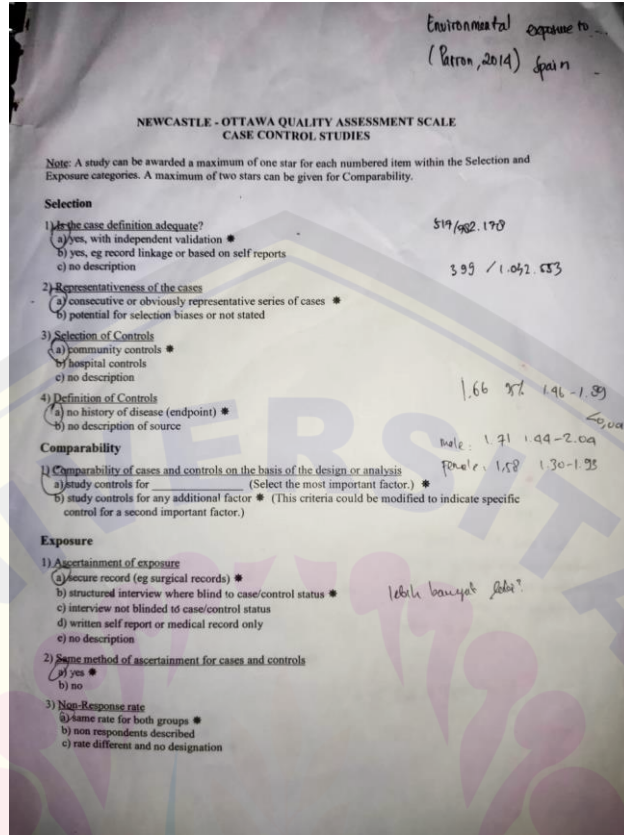 Environmental exposure to ...
(Parron, 2014) Spain
NEWCASTLE - OTTAWA QUALITY ASSESSMENT SCALE
CASE CONTROL STUDIES
Note: A study can be awarded a maximum of one star for each numbered item within the Selection and
Exposure categories. A maximum of two stars can be given for Comparability.
Selection
1) Is the case definition adequate?
a) yes, with independent validation *
b) yes, eg record linkage or based on self reports
c) no description
519/982.170
399 / 1.042.553
2) Representativeness of the cases
a) consecutive or obviously representative series of cases *
b) potential for selection biases or not stated
3) Selection of Controls
a) community controls *
b) hospital controls
c) no description
1.66 95% 1.46-1.89
4) Definition of Controls
a) no history of disease (endpoint) *
b) no description of source
male: 1.71 1.44-2.02
female: 1,58 1.30-1.93
Comparability
1) Comparability of cases and controls on the basis of the design or analysis
a) study controls for ______________ (Select the most important factor.) *
b) study controls for any additional factor * (This criteria could be modified to indicate specific
control for a second important factor.)
Exposure
1) Ascertainment of exposure
a) secure record (eg surgical records) *
b) structured interview where blind to case/control status *
c) interview not blinded to case/control status
d) written self report or medical record only
e) no description
lebih banyak
2) Same method of ascertainment for cases and controls
a) yes *
b) no
3) Non-Response rate
a) same rate for both groups *
b) non respondents described
c) rate different and no designation
UNIVERSITA